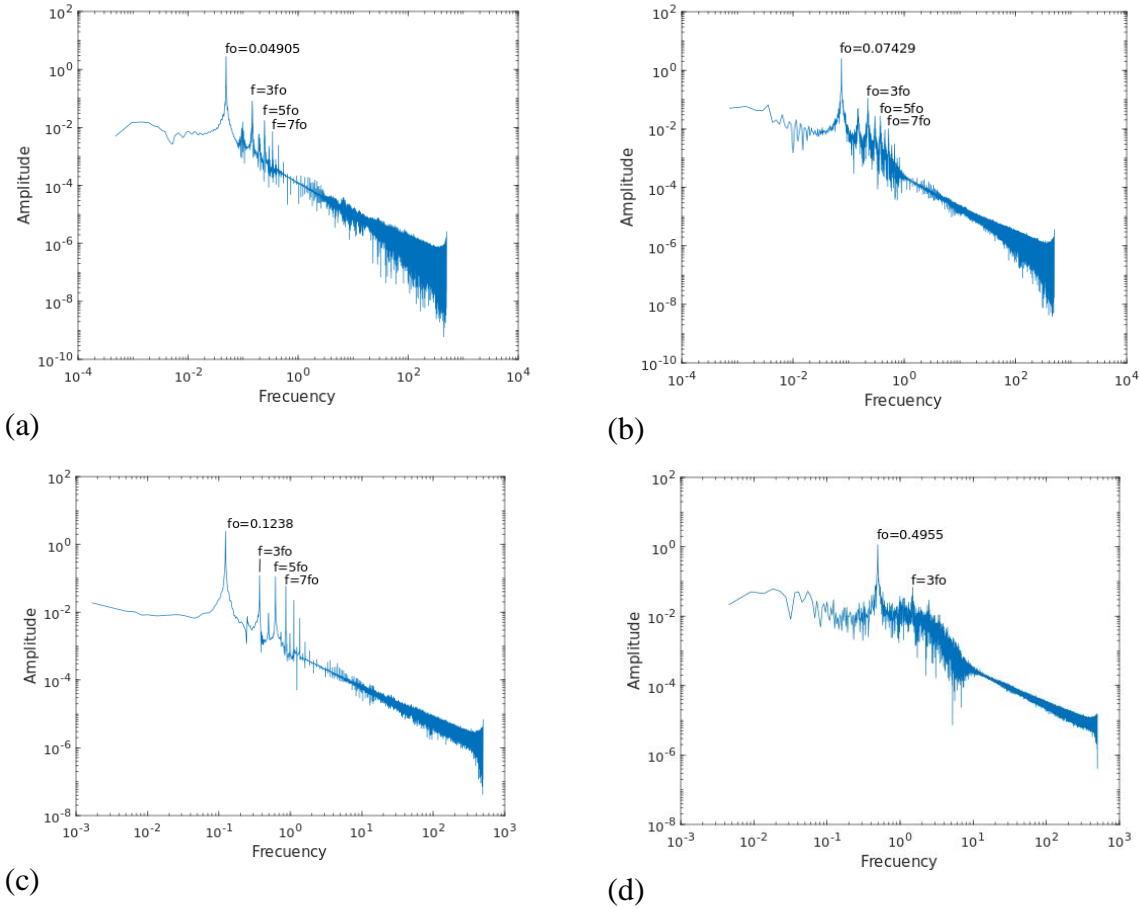 10^2
fo=0.04905
10^0
f=3fo
f=5fo
10^-2
f=7fo
10^-4
10^-6
10^-8
10^-10
10^-4 10^-2 10^0 10^2 10^4
Amplitude
Frecuency
(a)
10^2
fo=0.07429
10^0
fo=3fo
fo=5fo
10^-2
fo=7fo
10^-4
10^-6
10^-8
10^-10
10^-4 10^-2 10^0 10^2 10^4
Amplitude
Frecuency
(b)
10^2
fo=0.1238
10^0
f=3fo
f=5fo
f=7fo
10^-2
10^-4
10^-6
10^-8
10^-3 10^-2 10^-1 10^0 10^1 10^2 10^3
Amplitude
Frecuency
(c)
10^2
fo=0.4955
10^0
f=3fo
10^-2
10^-4
10^-6
10^-8
10^-3 10^-2 10^-1 10^0 10^1 10^2 10^3
Amplitude
Frecuency
(d)